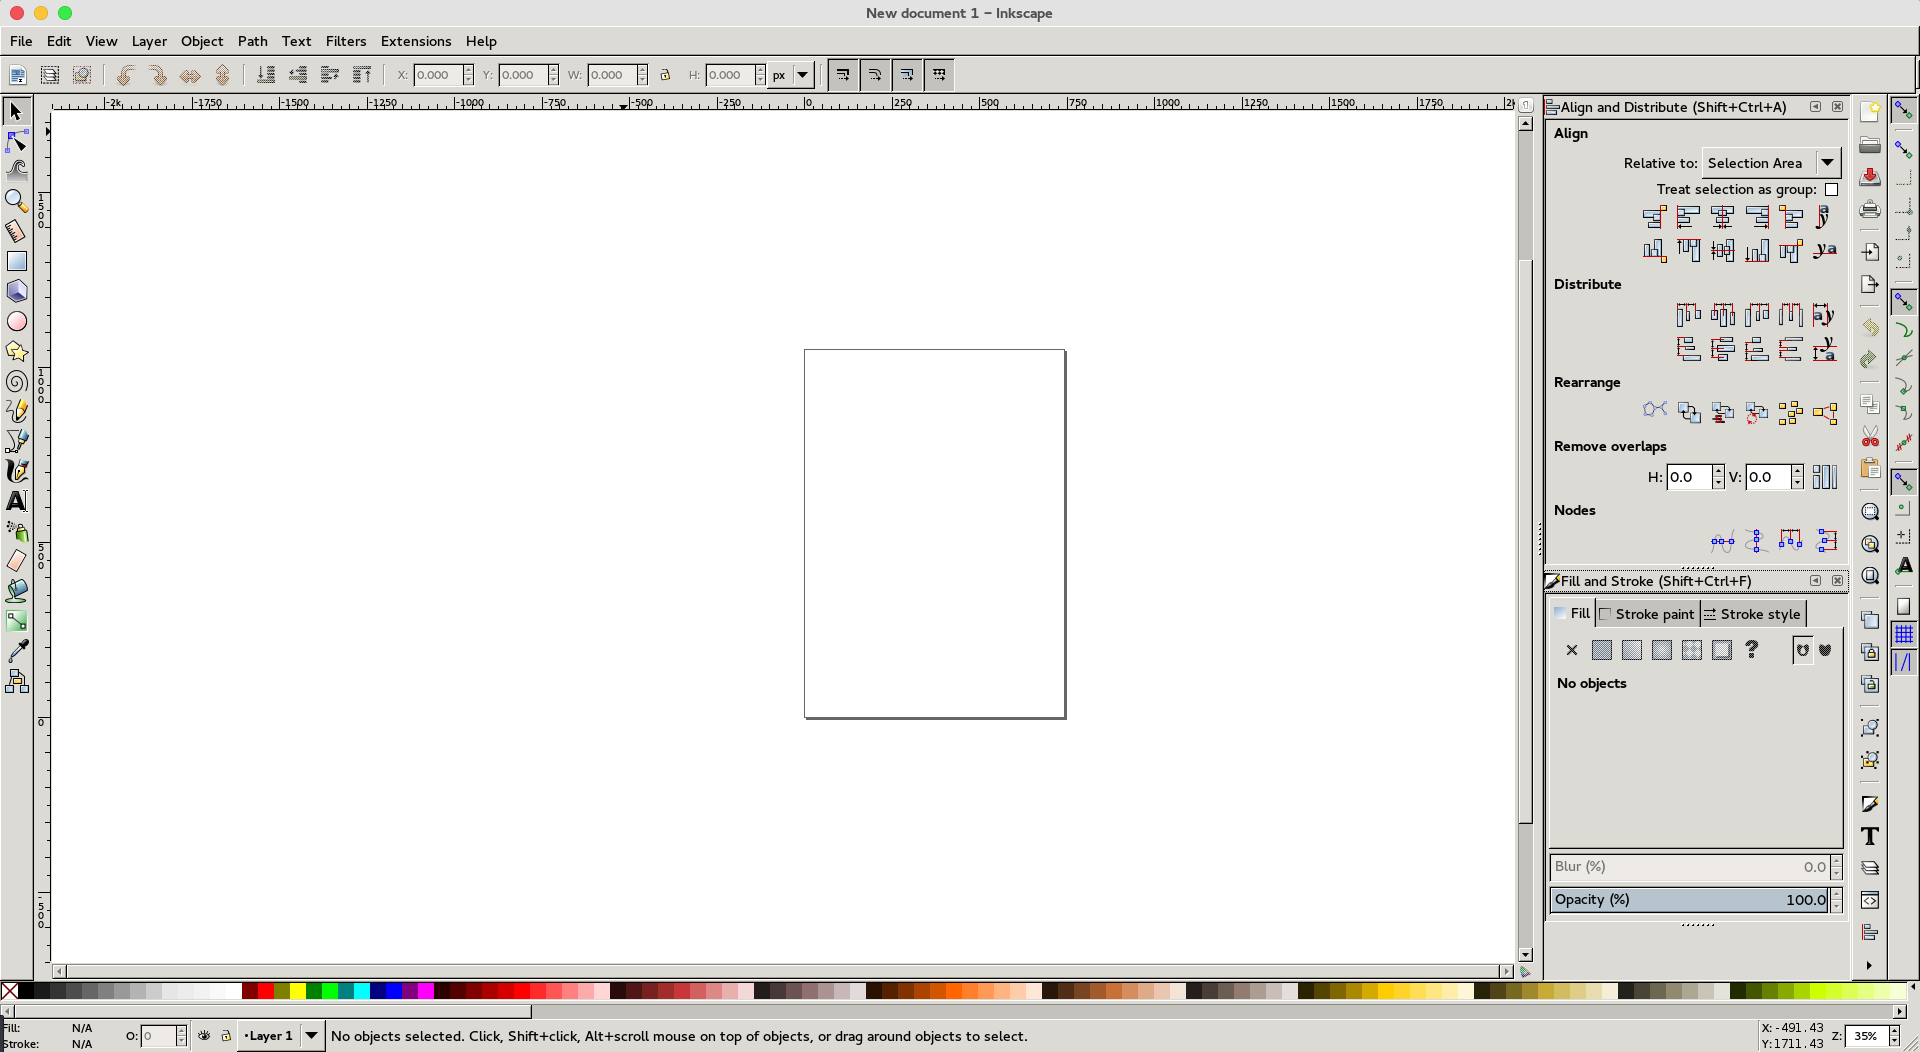 New document 1 - Inkscape
File Edit View Layer Object Path Text Filters Extensions Help
X: 0.000 Y: 0.000 W: 0.000 H: 0.000 px
-2k -1750 -1500 -1250 -1000 -750 -500 -250 0 250 500 750 1000 1250 1500 1750
1500
1000
500
0
-500
Align and Distribute (Shift+Ctrl+A)
Align
Relative to: Selection Area
Treat selection as group:
Distribute
Rearrange
Remove overlaps
H: 0.0 V: 0.0
Nodes
Fill and Stroke (Shift+Ctrl+F)
Fill Stroke paint Stroke style
No objects
Blur (%) 0.0
Opacity (%) 100.0
Fill: N/A
Stroke: N/A
O: 0
•Layer 1
No objects selected. Click, Shift+click, Alt+scroll mouse on top of objects, or drag around objects to select.
X: -491.43
Y: 1711.43
Z: 35%